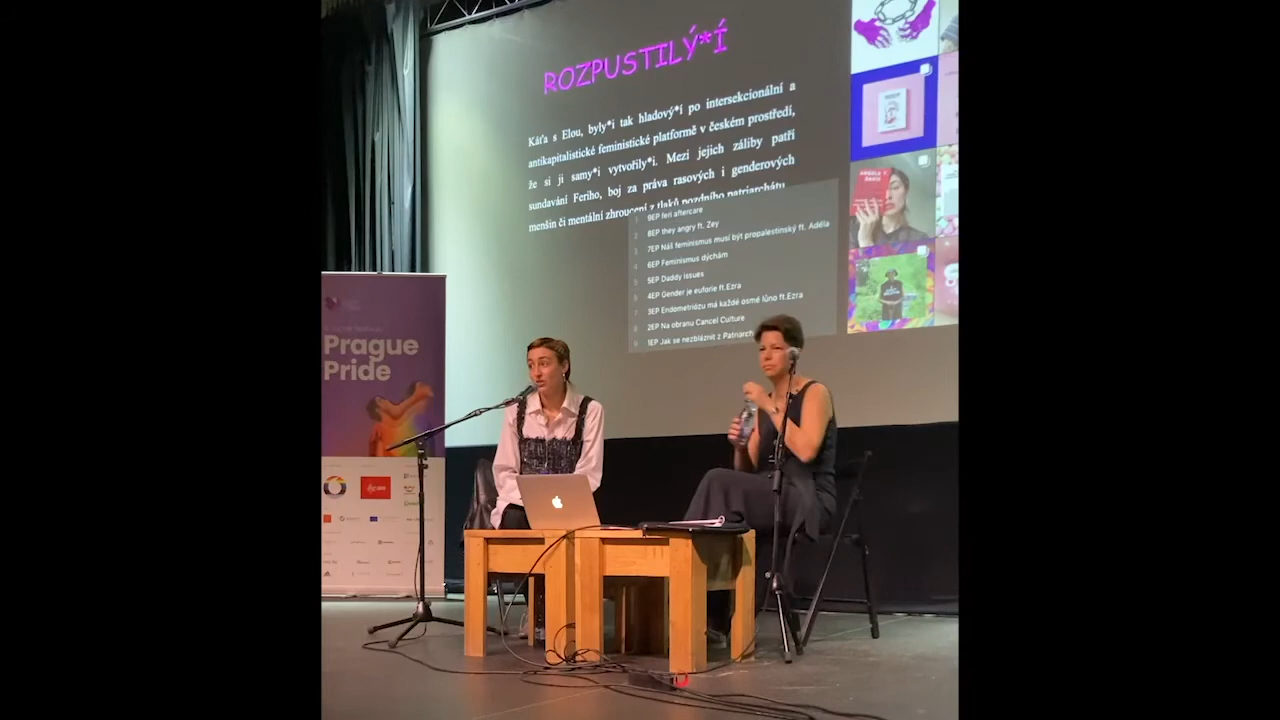 ROZPUSTILÝ*Í
Káťa s Elou, byly*i tak hladový*í po intersekcionální a
antikapitalistické feministické platformě v českém prostředí,
že si ji samy*i vytvořily*i. Mezi jejich záliby patří
sundavání Feriho, boj za práva rasových i genderových
menšin či mentální zhroucení z tlaků pozdního patriarchátu
9EP feri aftercare
8EP they angry ft. Zey
7EP Náš feminismus musí být propalestinský ft. Adéla
6EP Feminismus dýchám
5EP Daddy issues
4EP Gender je euforie ft.Ezra
3EP Endometriózu má každé osmé lůno ft.Ezra
2EP Na obranu Cancel Culture
1EP Jak se nezbláznit z Patriarch
ANGELA Y.
DAVIS
Prague
Pride